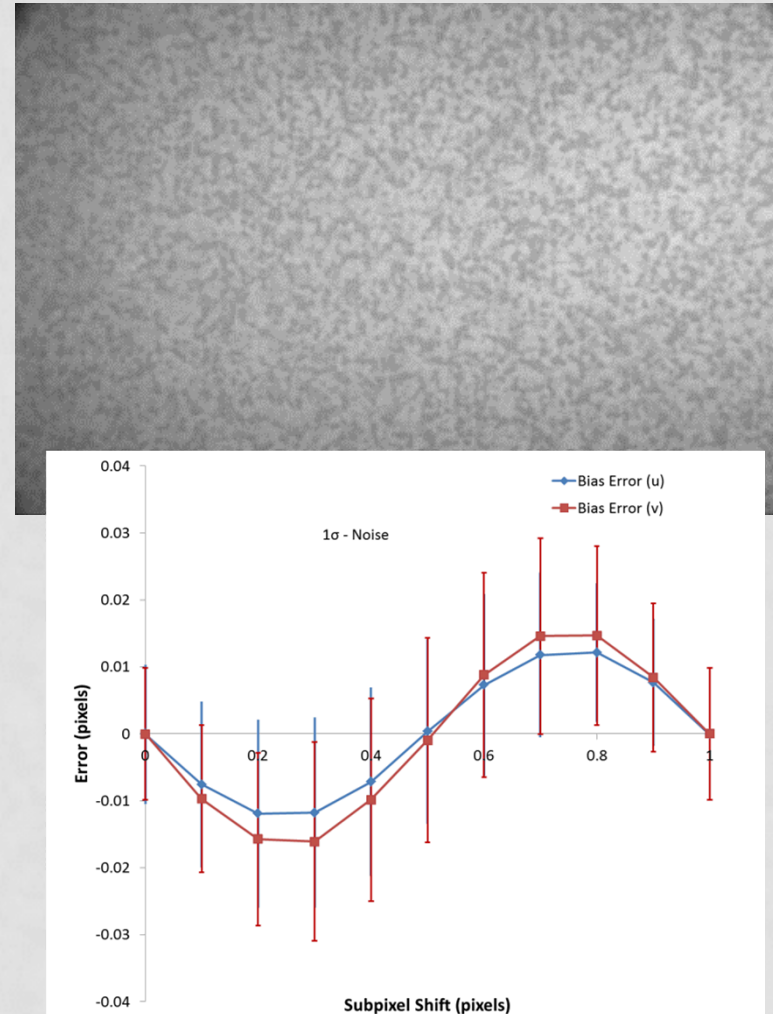 0.04
Bias Error (u)
0.03
Bias Error (v)
1σ - Noise
0.02
0.01
0
0 0.2 0.4 0.6 0.8 1
-0.01
-0.02
-0.03
-0.04
Error (pixels)
Subpixel Shift (pixels)